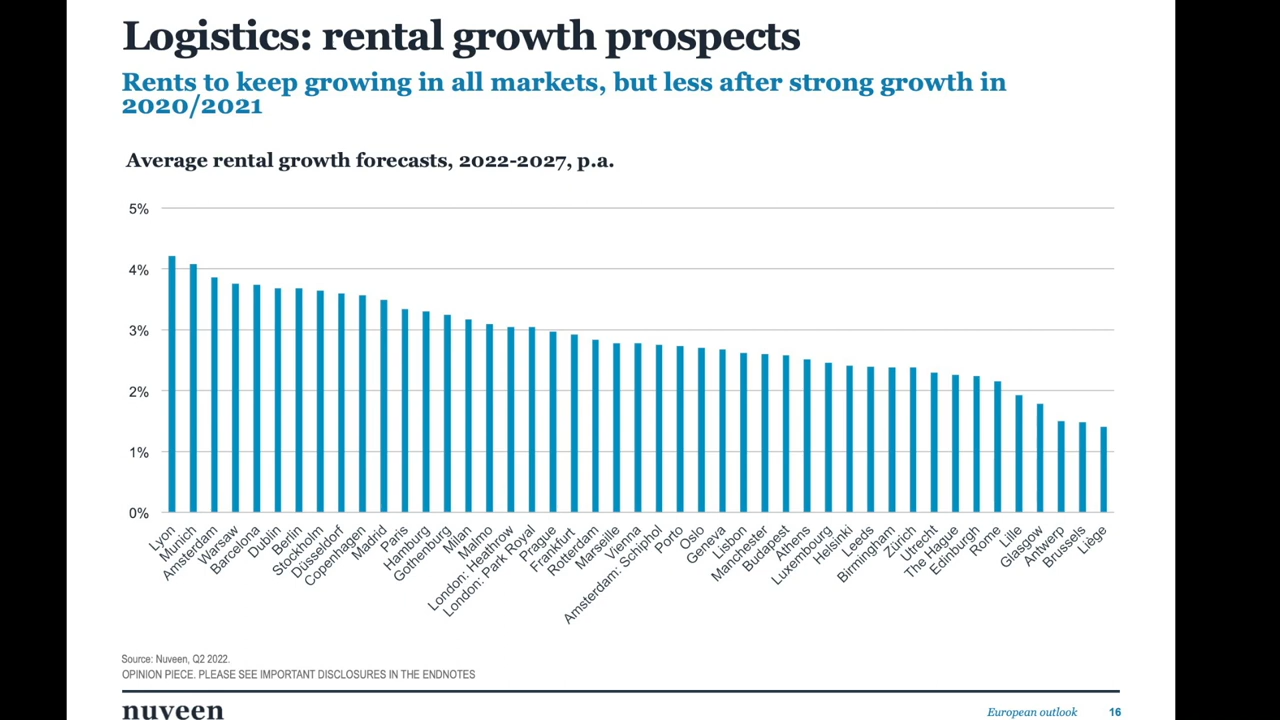 Logistics: rental growth prospects
Rents to keep growing in all markets, but less after strong growth in
2020/2021
Average rental growth forecasts, 2022-2027, p.a.
5%
4%
3%
2%
1%
0%
Lyon
Munich
Amsterdam
Warsaw
Barcelona
Dublin
Berlin
Stockholm
Düsseldorf
Copenhagen
Madrid
Paris
Hamburg
Gothenburg
Milan
Malmo
London: Heathrow
London: Park Royal
Prague
Frankfurt
Rotterdam
Marseille
Vienna
Amsterdam: Schiphol
Porto
Oslo
Geneva
Lisbon
Manchester
Budapest
Athens
Luxembourg
Helsinki
Leeds
Birmingham
Zürich
Utrecht
The Hague
Edinburgh
Rome
Lille
Glasgow
Antwerp
Brussels
Liège
Source: Nuveen, Q2 2022.
OPINION PIECE. PLEASE SEE IMPORTANT DISCLOSURES IN THE ENDNOTES
nuveen
European outlook 16